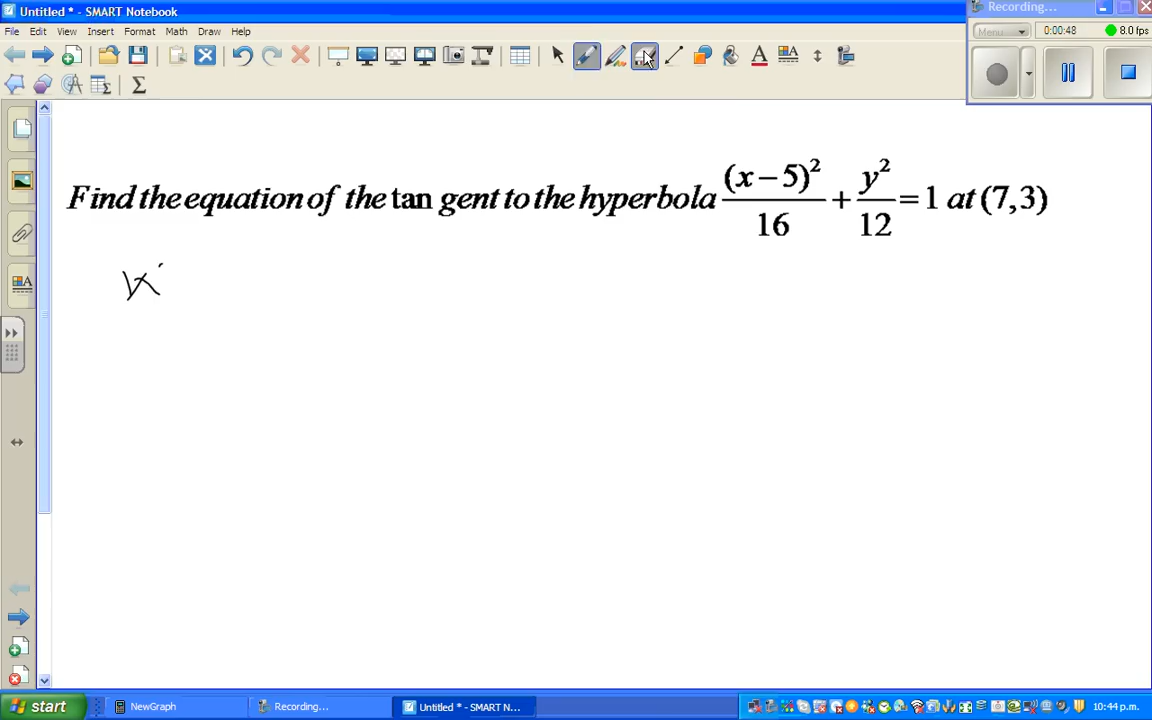 Untitled * - SMART Notebook
Recording...
File Edit View Insert Format Math Draw Help
Menu 0:00:48 8.0 fps
Find the equation of the tan gent to the hyperbola (x – 5)² / 16 + y² / 12 = 1 at (7,3)
start NewGraph Recording... Untitled * - SMART N... 10:44 p.m.